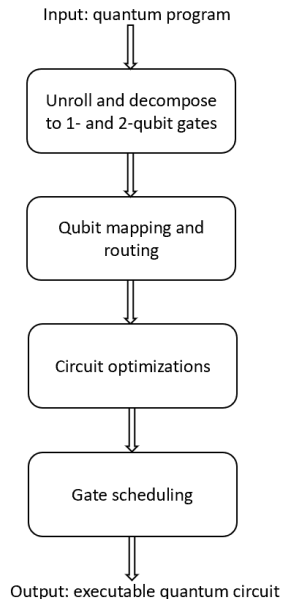 Input: quantum program
Unroll and decompose
to 1- and 2-qubit gates
Qubit mapping and
routing
Circuit optimizations
Gate scheduling
Output: executable quantum circuit